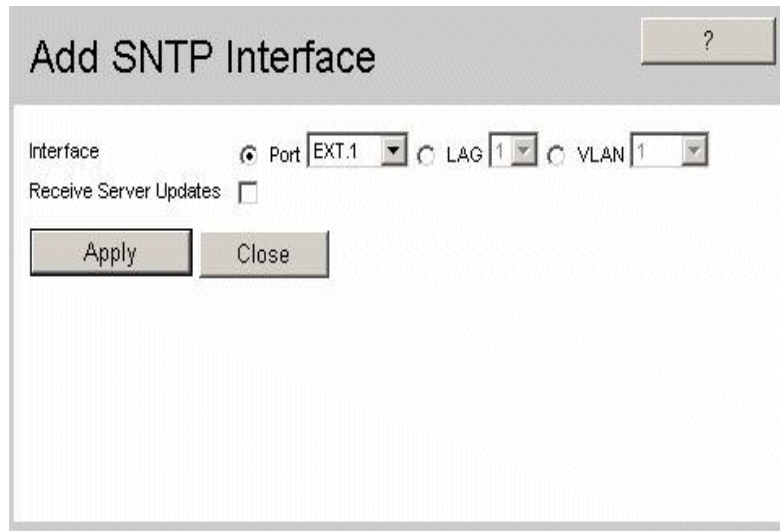 Add SNTP Interface
?
Interface Port EXT.1 LAG 1 VLAN 1
Receive Server Updates
Apply Close